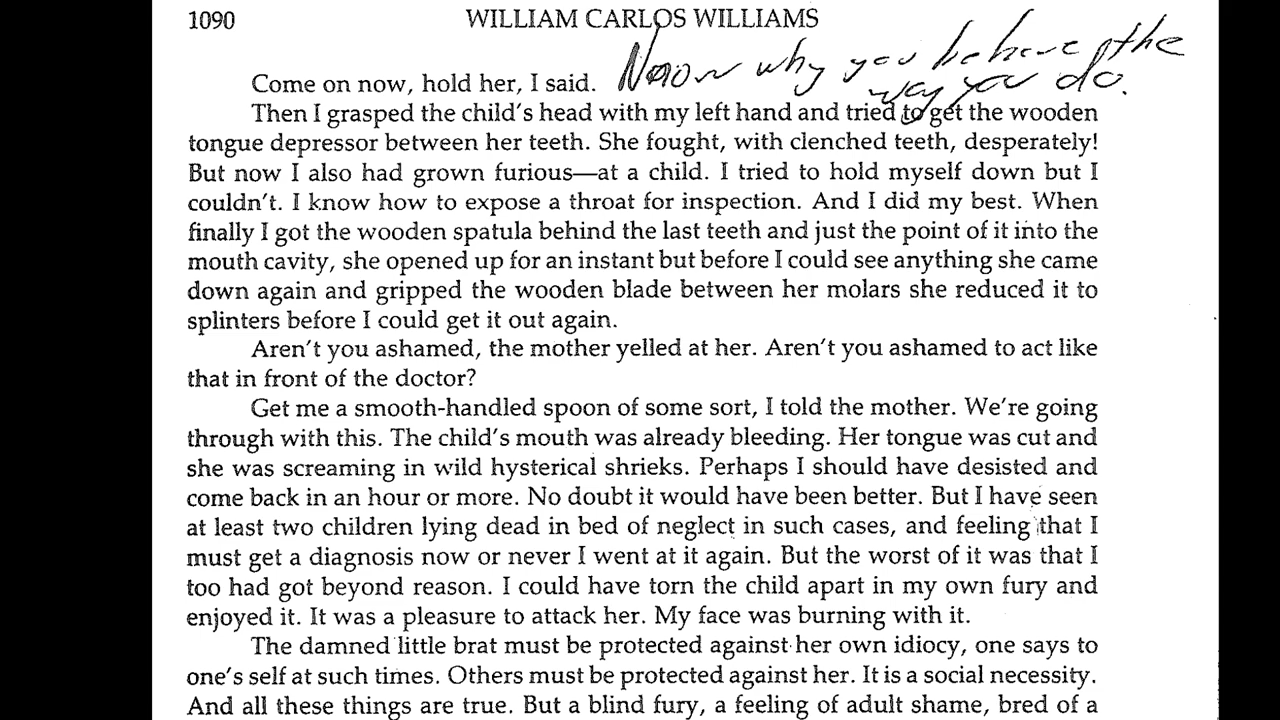 1090 WILLIAM CARLOS WILLIAMS
Know why you behave the
way you do.
Come on now, hold her, I said.
Then I grasped the child's head with my left hand and tried to get the wooden
tongue depressor between her teeth. She fought, with clenched teeth, desperately!
But now I also had grown furious—at a child. I tried to hold myself down but I
couldn't. I know how to expose a throat for inspection. And I did my best. When
finally I got the wooden spatula behind the last teeth and just the point of it into the
mouth cavity, she opened up for an instant but before I could see anything she came
down again and gripped the wooden blade between her molars she reduced it to
splinters before I could get it out again.
Aren't you ashamed, the mother yelled at her. Aren't you ashamed to act like
that in front of the doctor?
Get me a smooth-handled spoon of some sort, I told the mother. We're going
through with this. The child's mouth was already bleeding. Her tongue was cut and
she was screaming in wild hysterical shrieks. Perhaps I should have desisted and
come back in an hour or more. No doubt it would have been better. But I have seen
at least two children lying dead in bed of neglect in such cases, and feeling that I
must get a diagnosis now or never I went at it again. But the worst of it was that I
too had got beyond reason. I could have torn the child apart in my own fury and
enjoyed it. It was a pleasure to attack her. My face was burning with it.
The damned little brat must be protected against her own idiocy, one says to
one's self at such times. Others must be protected against her. It is a social necessity.
And all these things are true. But a blind fury, a feeling of adult shame, bred of a